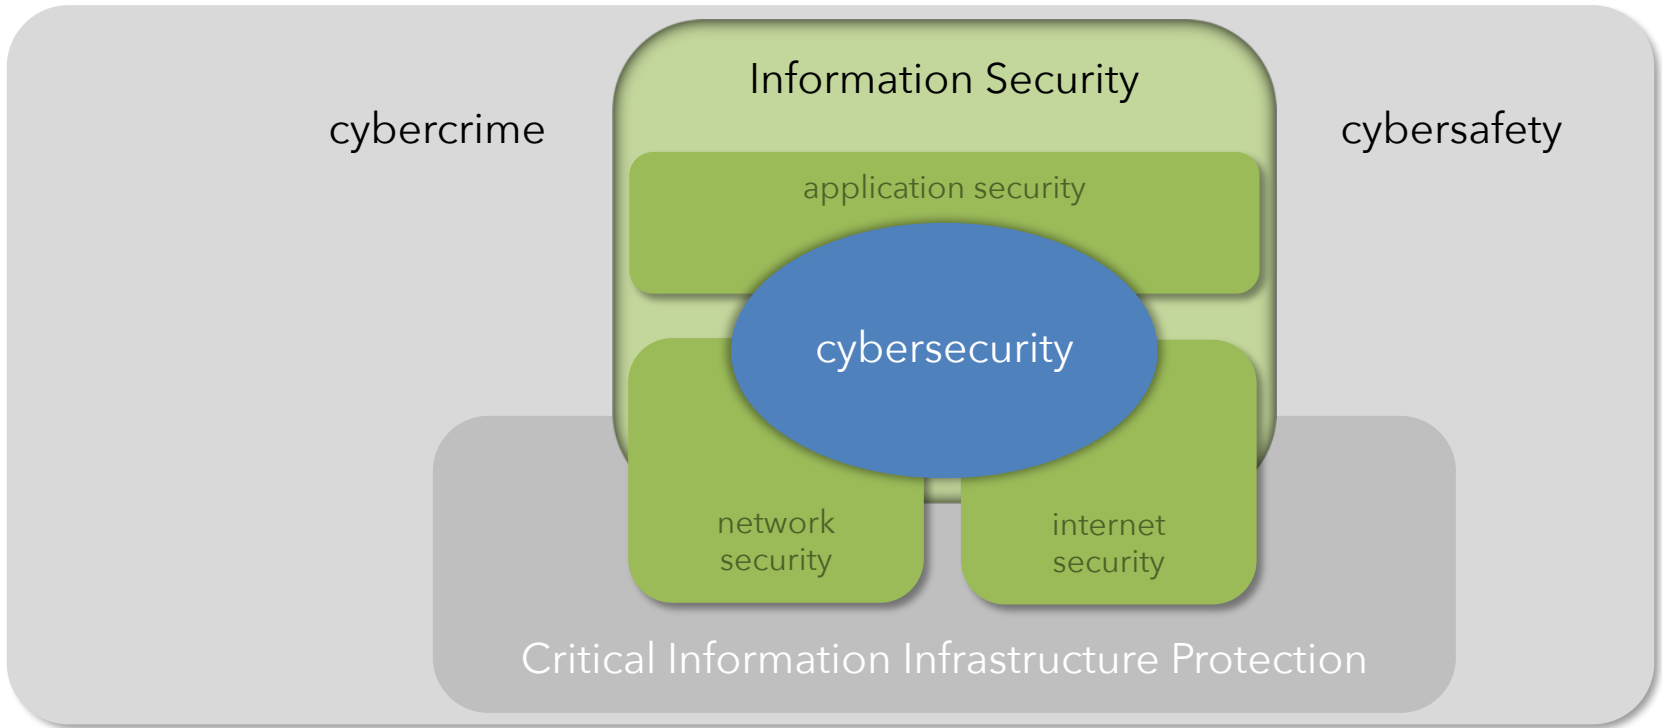 Information Security
cybercrime
cybersafety
application security
cybersecurity
network
security
internet
security
Critical Information Infrastructure Protection